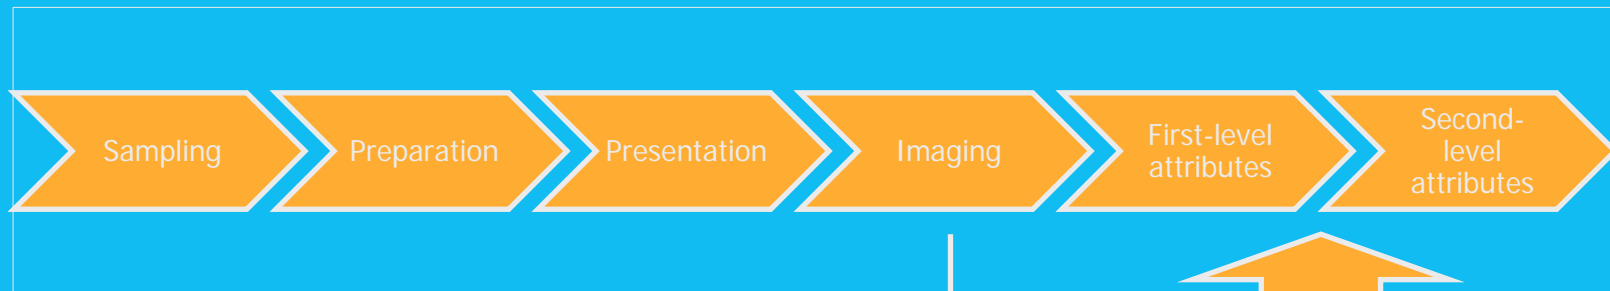 Sampling
Preparation
Presentation
Imaging
First-level
attributes
Second-
level
attributes